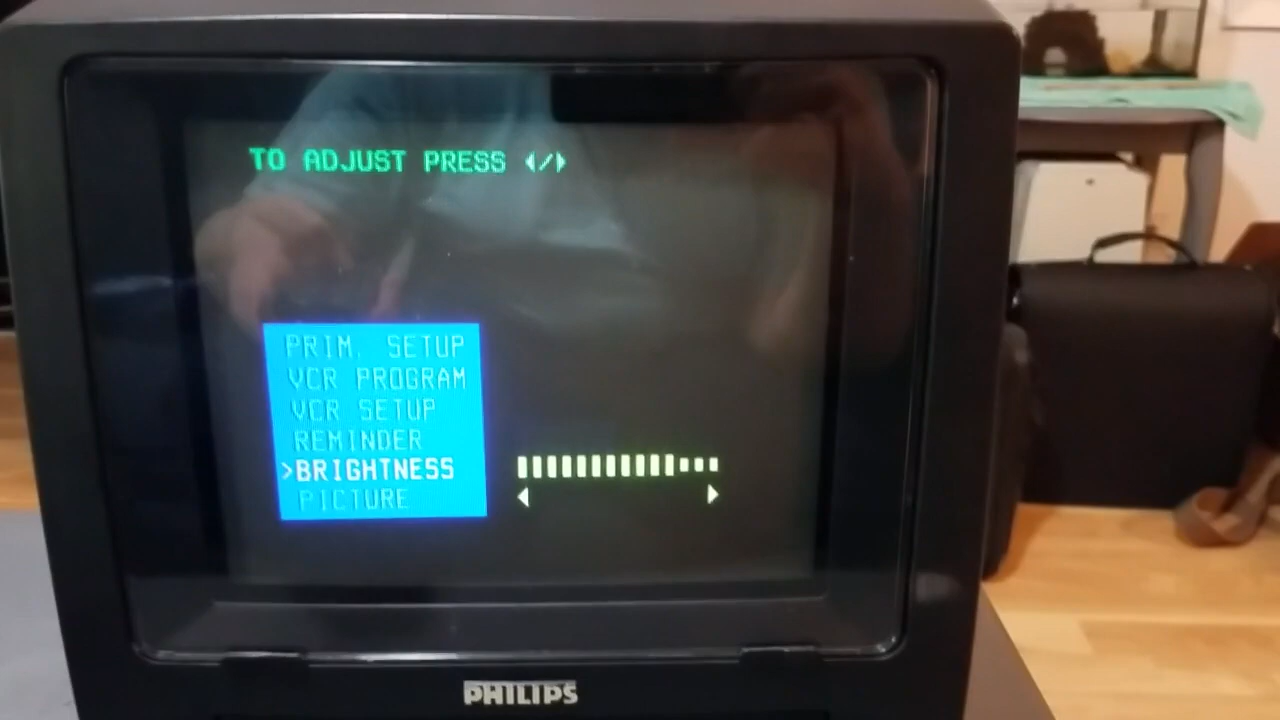 TO ADJUST PRESS ◀/▶
PRIM. SETUP
VCR PROGRAM
VCR SETUP
REMINDER
>BRIGHTNESS
PICTURE
PHILIPS